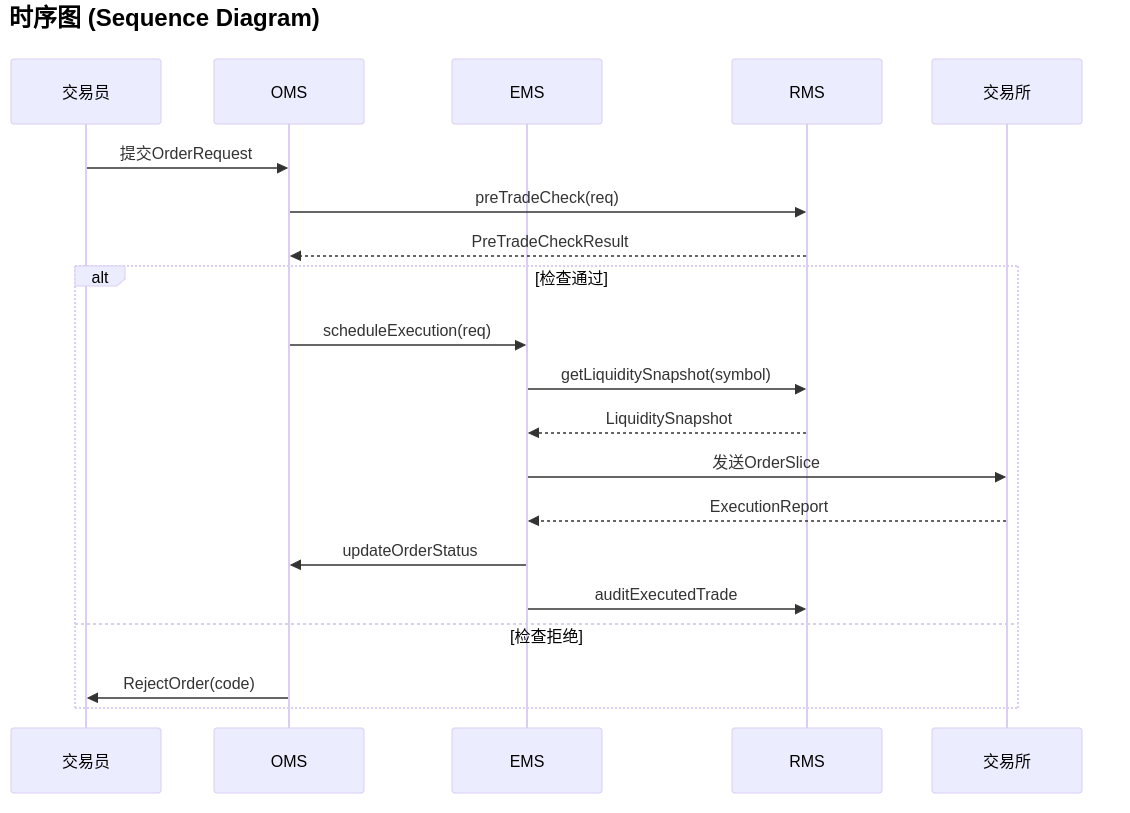 时序图 (Sequence Diagram)
交易员
OMS
EMS
RMS
交易所
提交OrderRequest
preTradeCheck(req)
PreTradeCheckResult
alt
[检查通过]
scheduleExecution(req)
getLiquiditySnapshot(symbol)
LiquiditySnapshot
发送OrderSlice
ExecutionReport
updateOrderStatus
auditExecutedTrade
[检查拒绝]
RejectOrder(code)
交易员
OMS
EMS
RMS
交易所